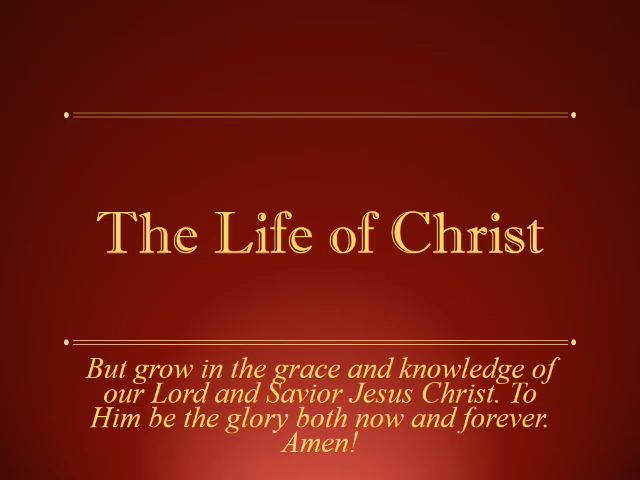 The Life of Christ
But grow in the grace and knowledge of
our Lord and Savior Jesus Christ. To
Him be the glory both now and forever.
Amen!